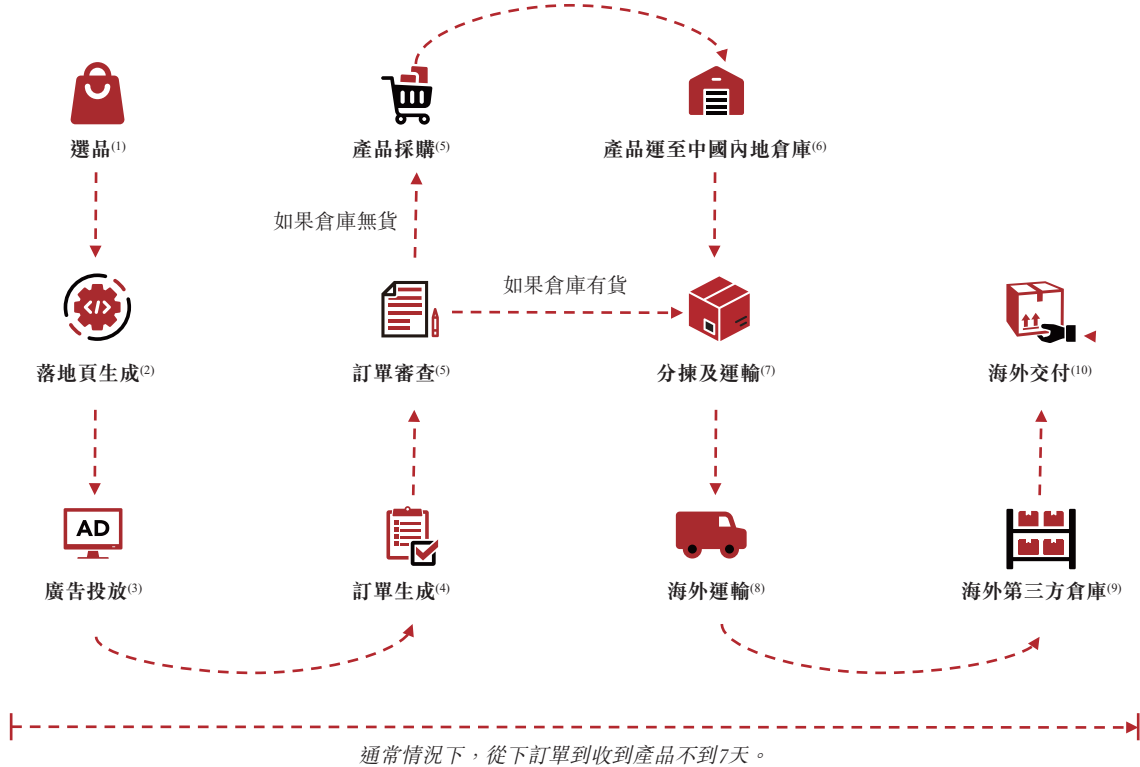 選品(1)
產品採購(5)
產品運至中國內地倉庫(6)
如果倉庫無貨
如果倉庫有貨
落地頁生成(2)
訂單審查(5)
分揀及運輸(7)
海外交付(10)
AD
廣告投放(3)
訂單生成(4)
海外運輸(8)
海外第三方倉庫(9)
通常情況下，從下訂單到收到產品不到7天。